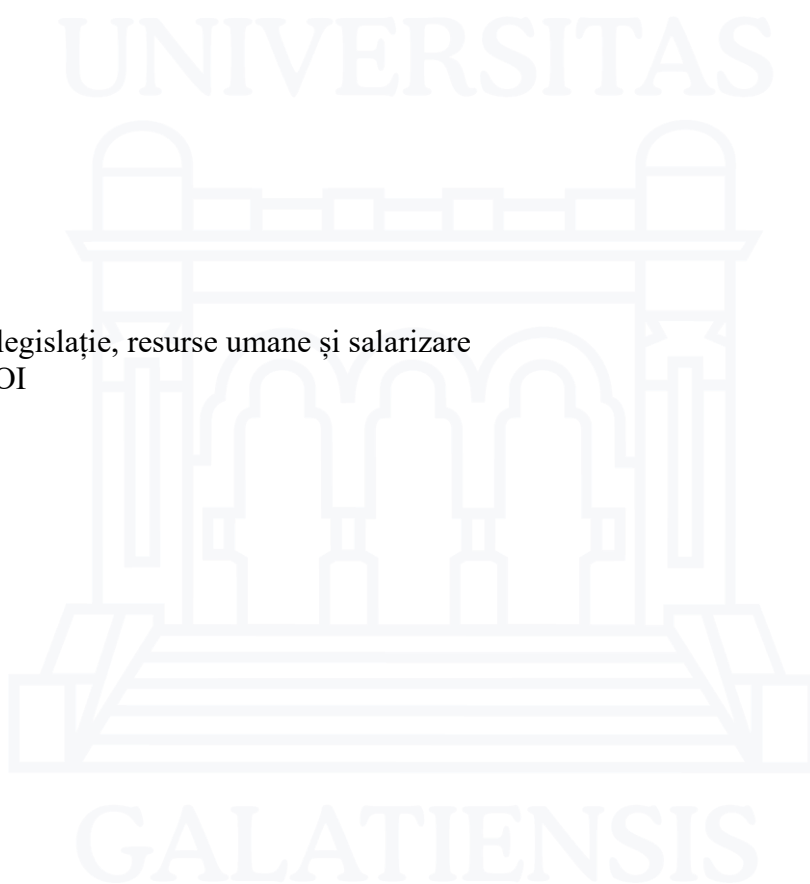 UNIVERSITAS
legislație, resurse umane și salarizare
OI
GALATIENSIS